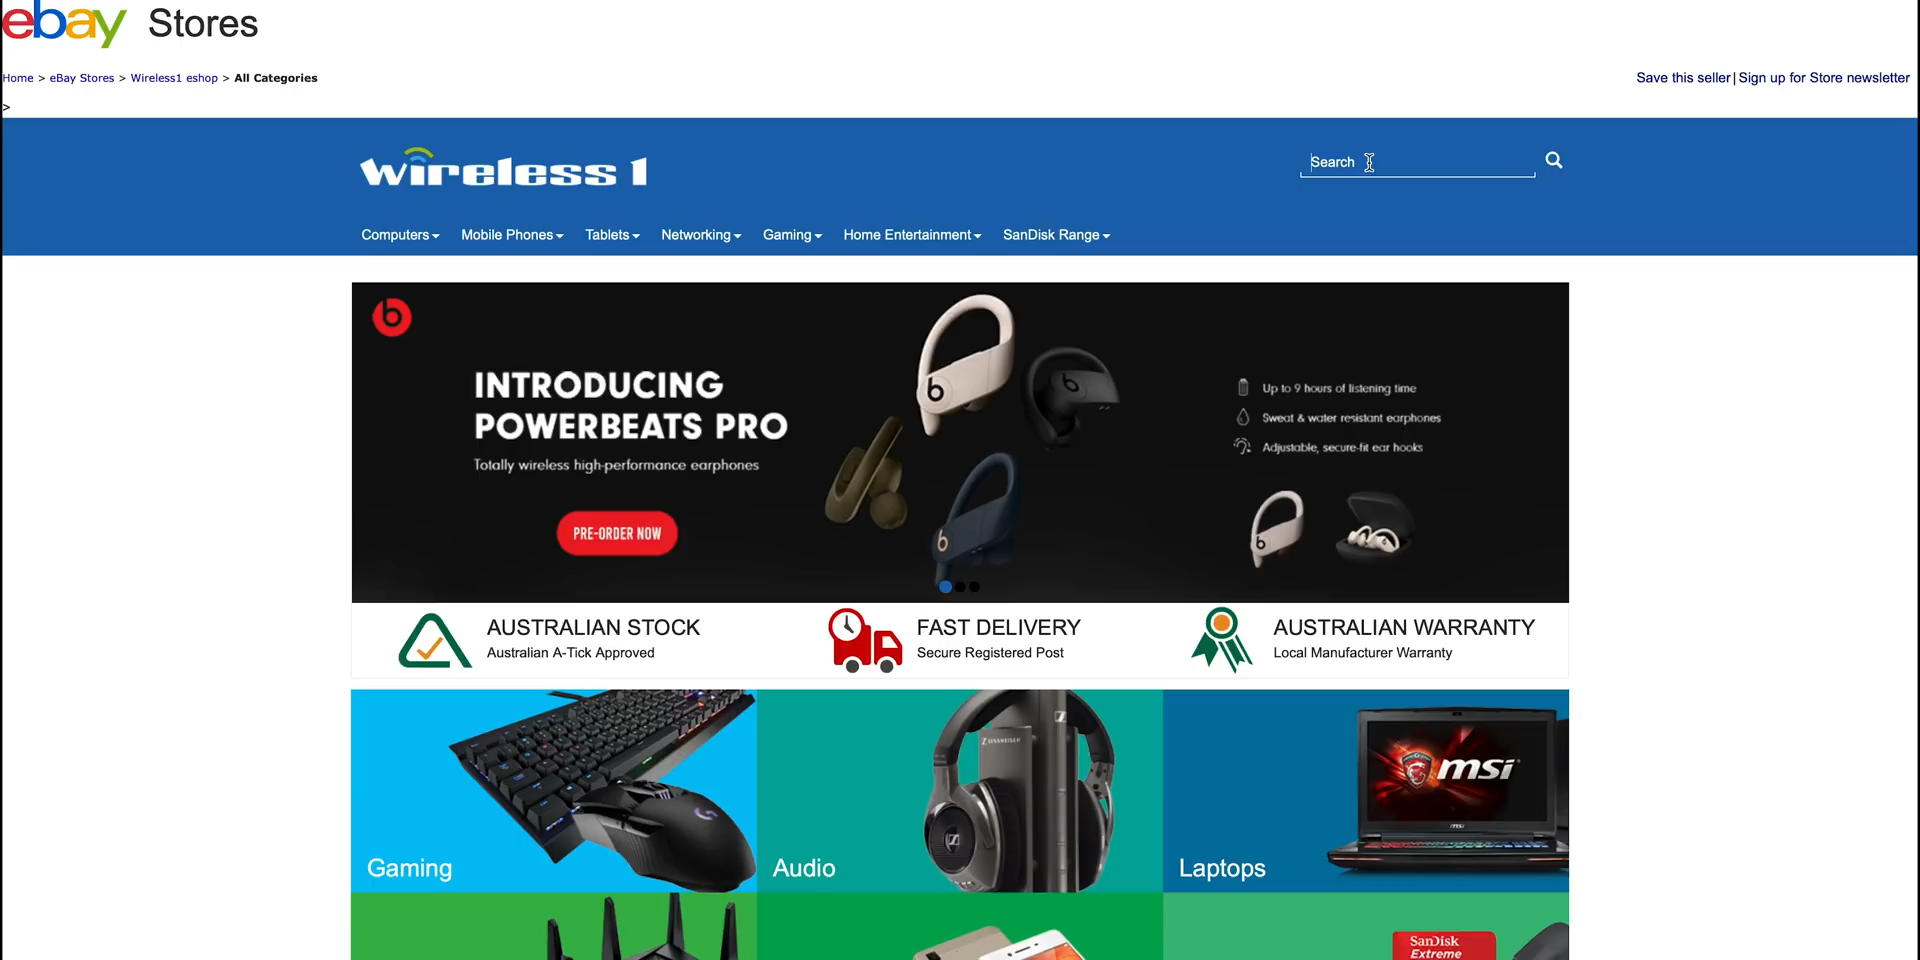 ebay Stores
Home > eBay Stores > Wireless1 eshop > All Categories
Save this seller | Sign up for Store newsletter
>
wireless 1
Search
Computers
Mobile Phones
Tablets
Networking
Gaming
Home Entertainment
SanDisk Range
INTRODUCING
POWERBEATS PRO
Totally wireless high-performance earphones
PRE-ORDER NOW
Up to 9 hours of listening time
Sweat & water resistant earphones
Adjustable, secure-fit ear hooks
AUSTRALIAN STOCK
Australian A-Tick Approved
FAST DELIVERY
Secure Registered Post
AUSTRALIAN WARRANTY
Local Manufacturer Warranty
Gaming
SENNHEISER
Audio
msi
msi
Laptops
SanDisk
Extreme